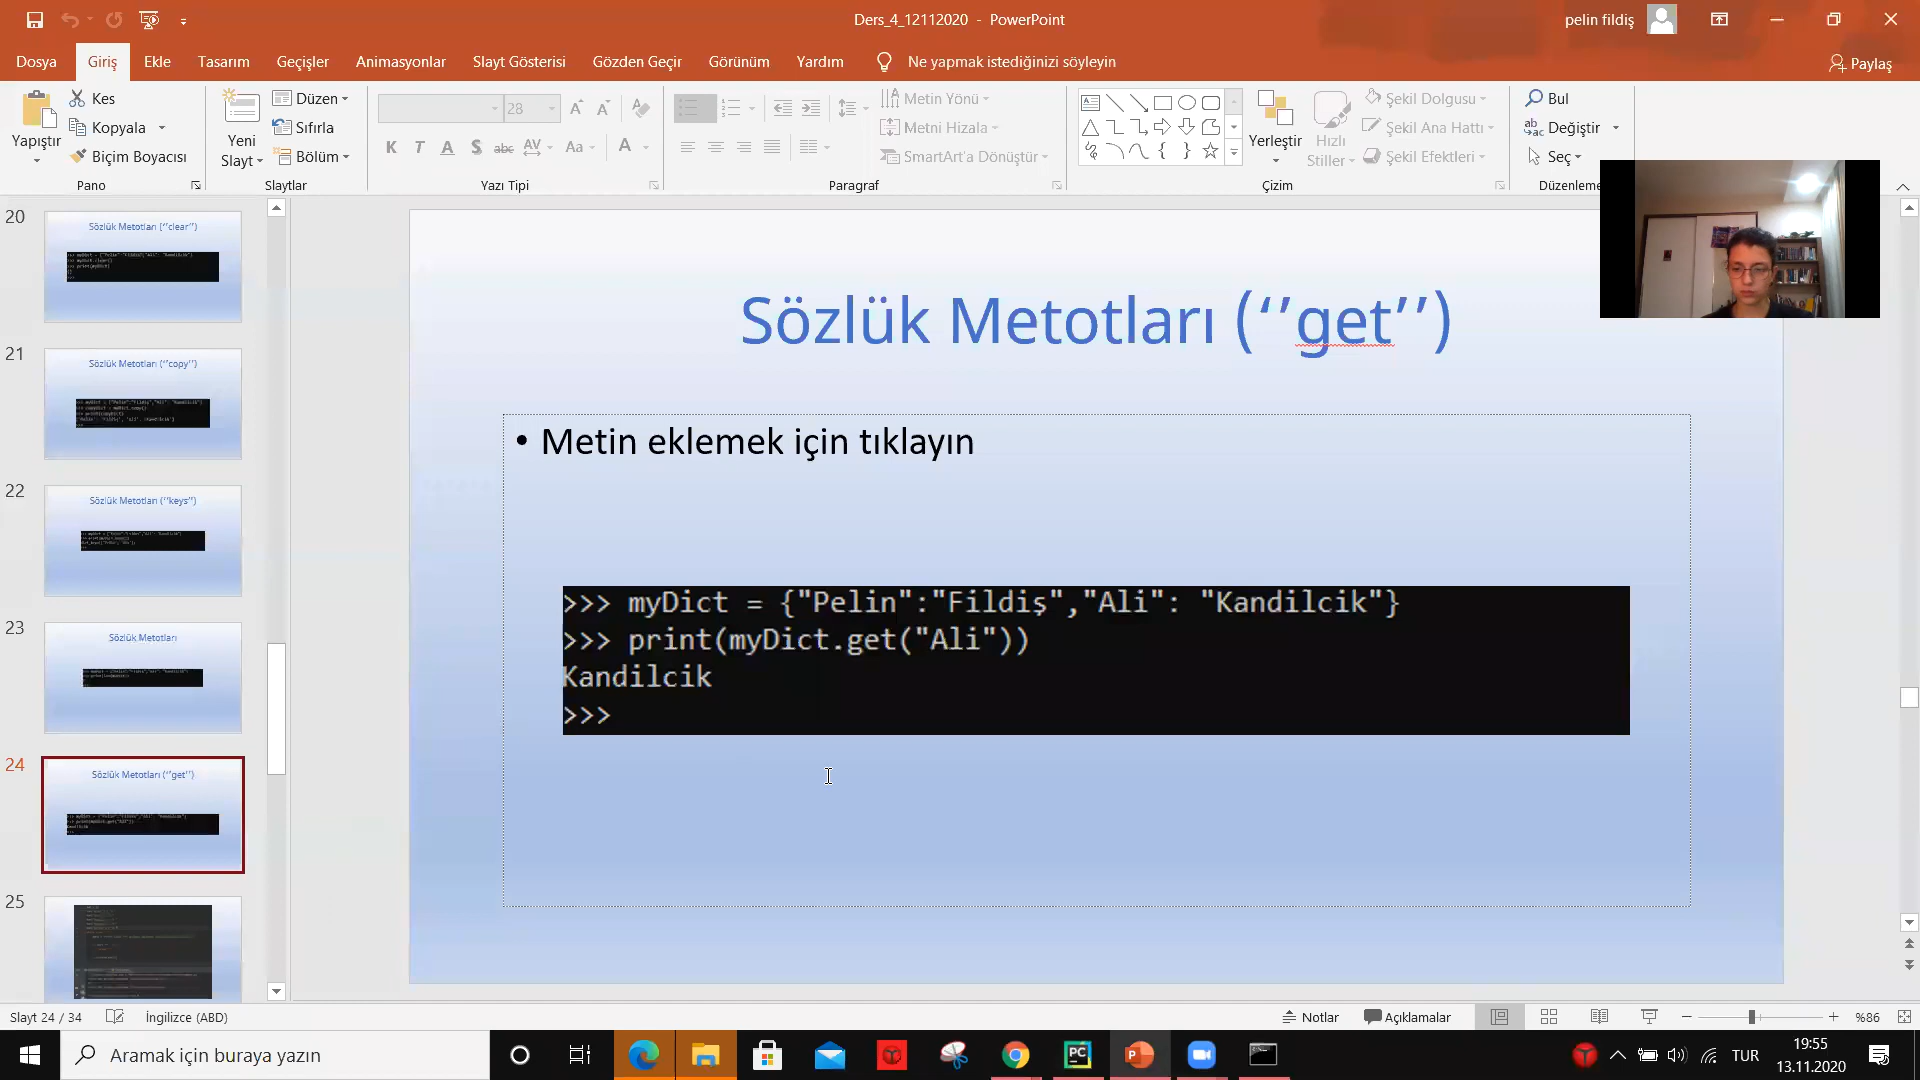 Ders_4_12112020 - PowerPoint
pelin fildiş
Dosya Giriş Ekle Tasarım Geçişler Animasyonlar Slayt Gösterisi Gözden Geçir Görünüm Yardım Ne yapmak istediğinizi söyleyin Paylaş
Yapıştır
Kes
Kopyala
Biçim Boyacısı
Pano
Yeni Slayt
Düzen
Sıfırla
Bölüm
Slaytlar
28
K T A S abc AV Aa A
Yazı Tipi
Metin Yönü
Metni Hizala
SmartArt'a Dönüştür
Paragraf
Yerleştir
Hızlı Stiller
Şekil Dolgusu
Şekil Ana Hattı
Şekil Efektleri
Çizim
Bul
Değiştir
Seç
Düzenleme
20
Sözlük Metotları (‘’clear’’)
21
Sözlük Metotları (‘’copy’’)
22
Sözlük Metotları (‘’keys’’)
23
Sözlük Metotları
24
Sözlük Metotları (‘’get’’)
25
Sözlük Metotları (‘’get’’)
• Metin eklemek için tıklayın
>>> myDict = {"Pelin":"Fildiş","Ali": "Kandilcik"}
>>> print(myDict.get("Ali"))
Kandilcik
>>>
Slayt 24 / 34 İngilizce (ABD) Notlar Açıklamalar %86
Aramak için buraya yazın
TUR
19:55
13.11.2020